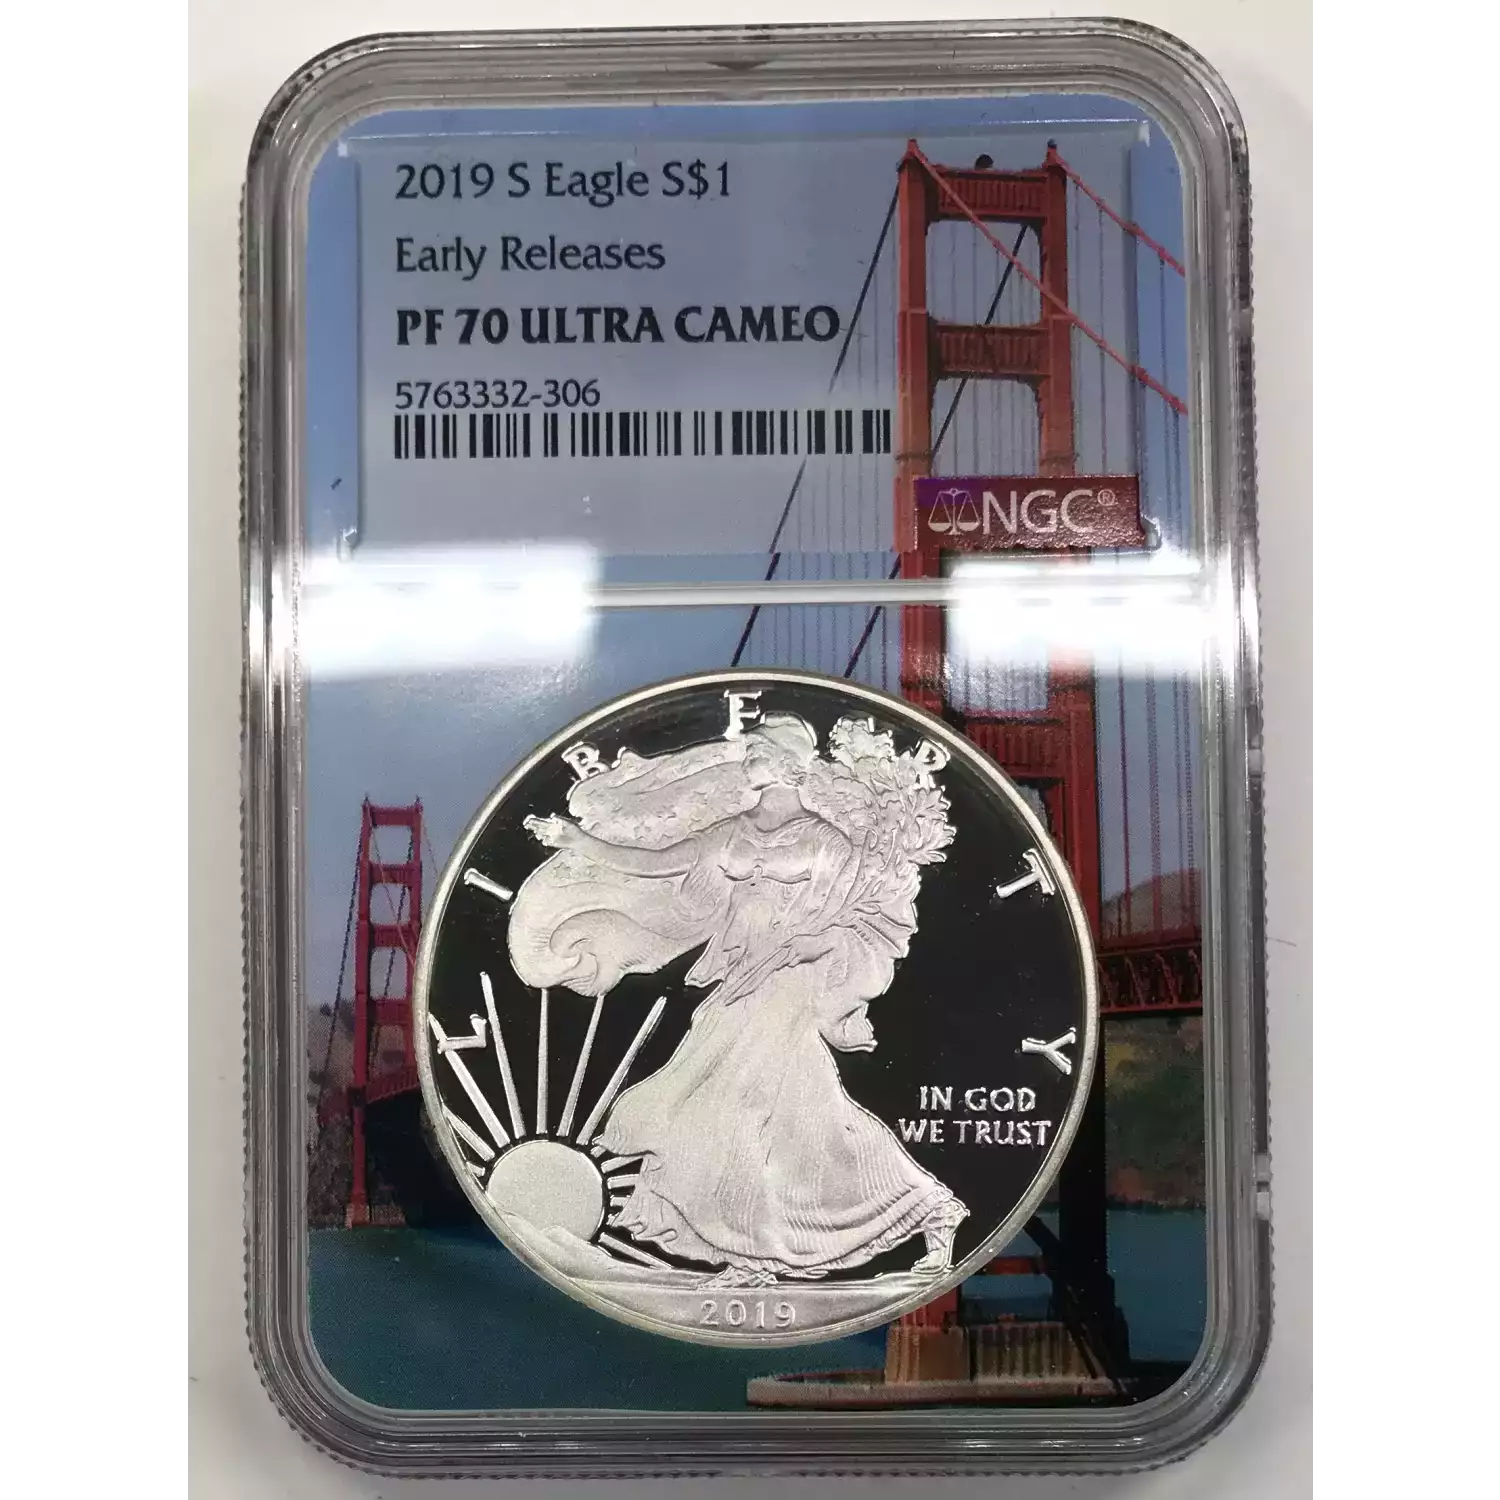 2019 S Eagle S$1
Early Releases
PF 70 ULTRA CAMEO
5763332-306
NGC®
LIBERTY
IN GOD
WE TRUST
2019